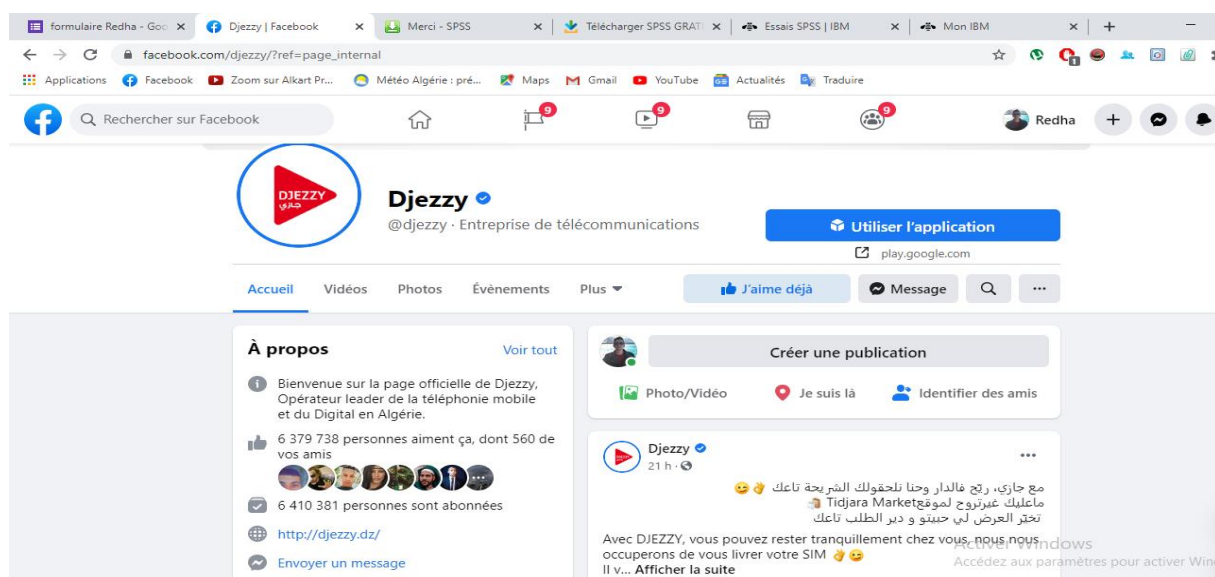 formulaire Redha - Goo
Djezzy | Facebook
Merci - SPSS
Télécharger SPSS GRATI
Essais SPSS | IBM
Mon IBM
facebook.com/djezzy/?ref=page_internal
Applications Facebook Zoom sur Alkart Pr... Météo Algérie : pré... Maps Gmail YouTube Actualités Traduire
Rechercher sur Facebook
9 9 9
Redha
DJEZZY
جازي
Djezzy
@djezzy · Entreprise de télécommunications
Utiliser l'application
play.google.com
Accueil Vidéos Photos Évènements Plus
J'aime déjà Message ...
À propos Voir tout
Bienvenue sur la page officielle de Djezzy,
Opérateur leader de la téléphonie mobile
et du Digital en Algérie.
6 379 738 personnes aiment ça, dont 560 de
vos amis
6 410 381 personnes sont abonnées
http://djezzy.dz/
Envoyer un message
Créer une publication
Photo/Vidéo Je suis là Identifier des amis
Djezzy
21 h ·
مع جازي، ريّح فالدار وحنا نلحقولك الشريحة تاعك ✌😉
ماعليك غيرتروح لموقع Tidjara Market
تخيّر العرض لي حبيتو و دير الطلب تاعك
Avec DJEZZY, vous pouvez rester tranquillement chez vous, nous nous
occuperons de vous livrer votre SIM ✌😉
Il y... Afficher la suite
Activer Windows
Accédez aux paramètres pour activer Win